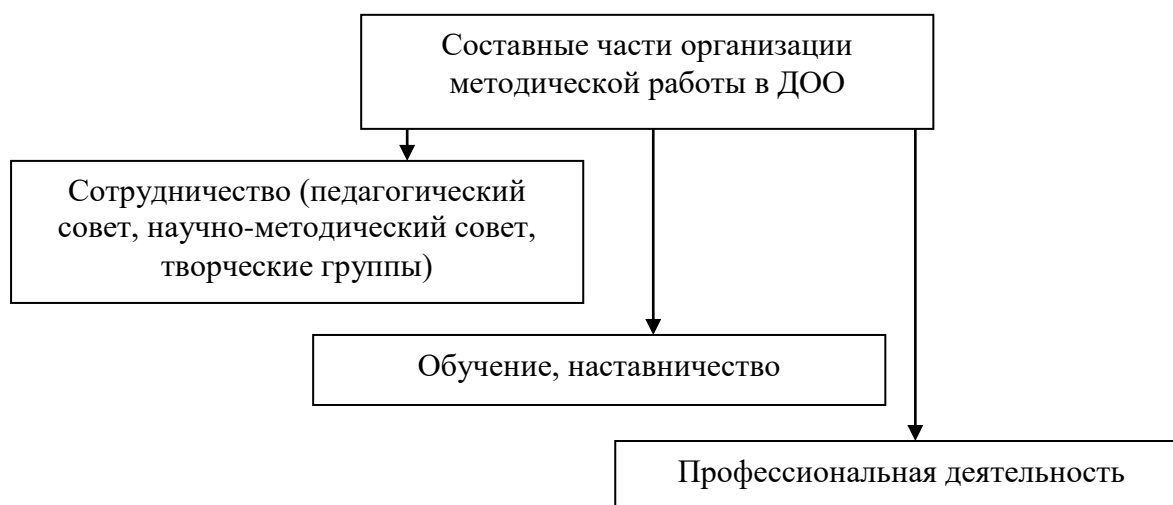 Составные части организации
методической работы в ДОО
Сотрудничество (педагогический
совет, научно-методический совет,
творческие группы)
Обучение, наставничество
Профессиональная деятельность